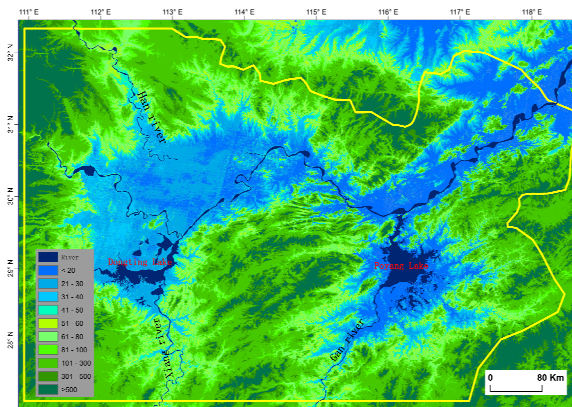 111° E 112° E 113° E 114° E 115° E 116° E 117° E 118° E
Han river
Dongting Lake
Poyang Lake
Xiang river
Gan river
River
< 20
21 - 30
31 - 40
41 - 50
51 - 60
61 - 80
81 - 100
101 - 300
301 - 500
>500
0 80 Km